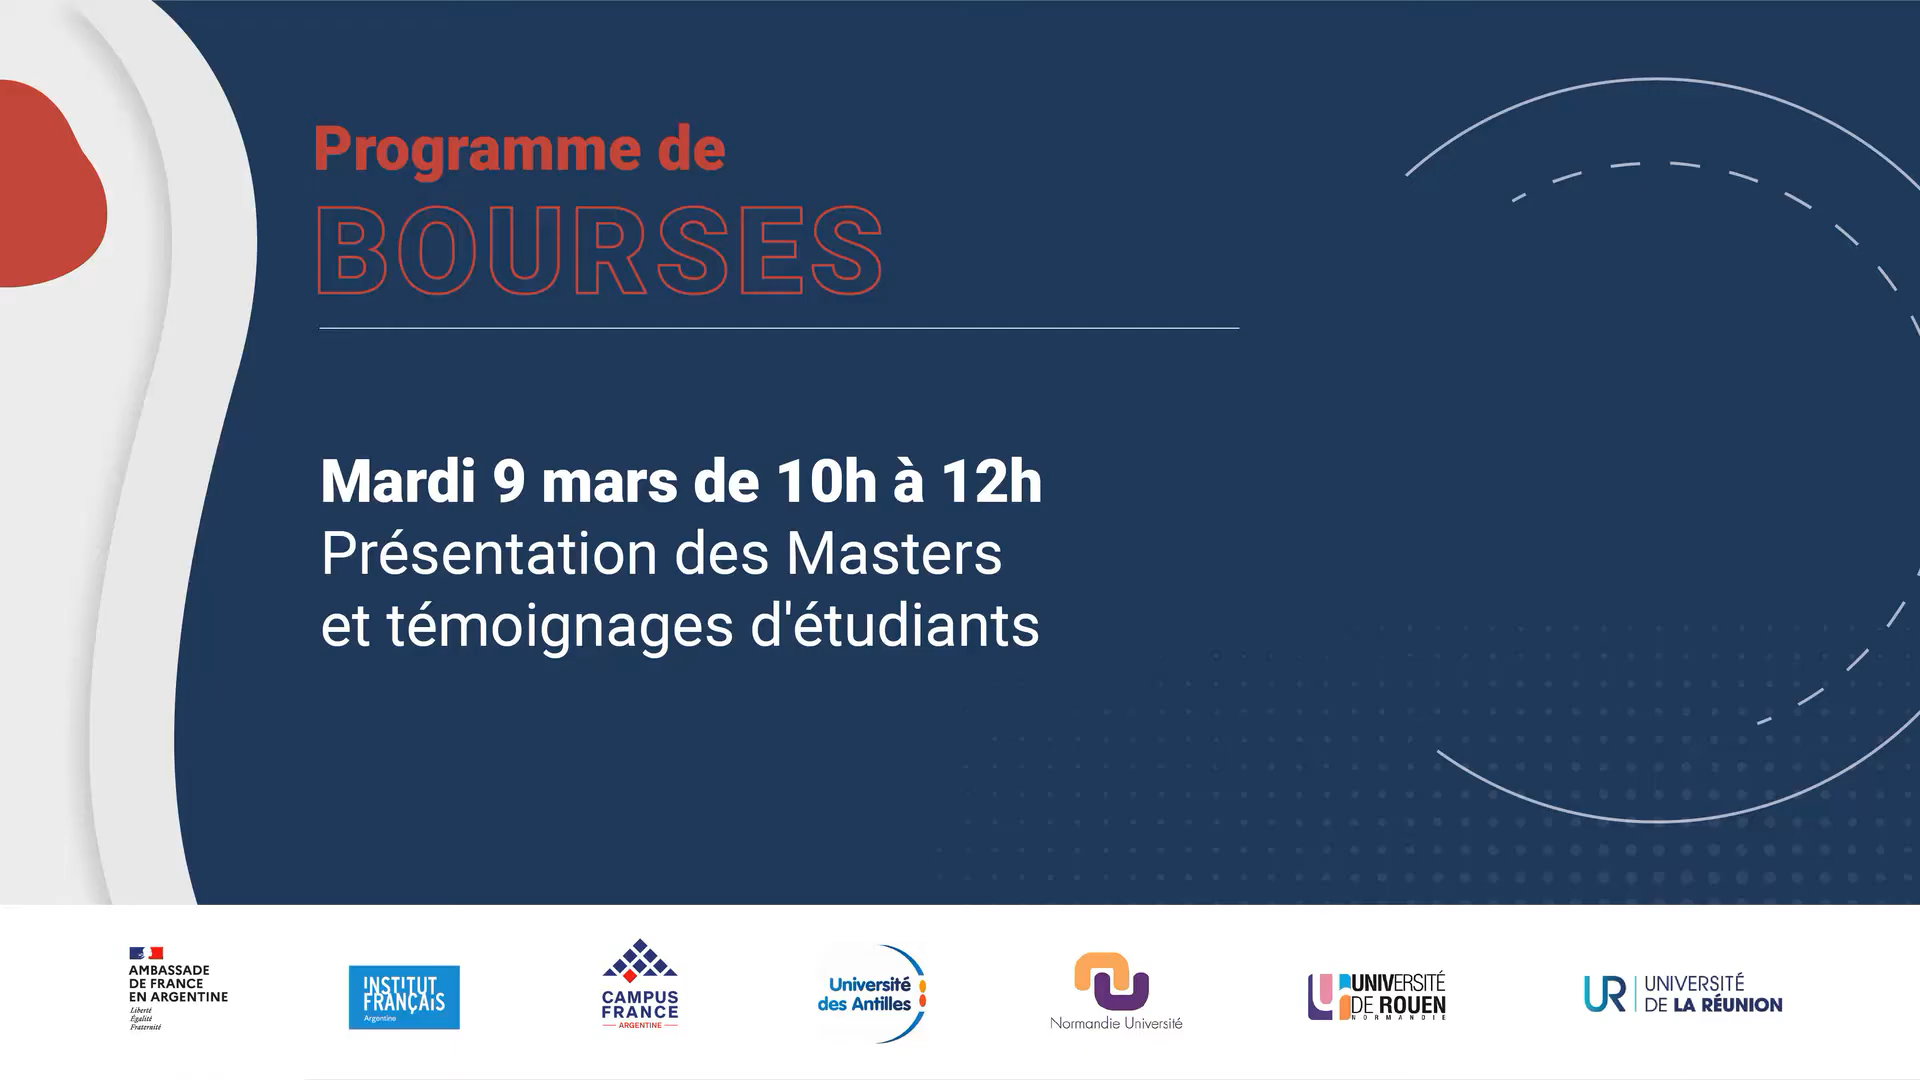 Programme de
BOURSES
Mardi 9 mars de 10h à 12h
Présentation des Masters
et témoignages d'étudiants
AMBASSADE
DE FRANCE
EN ARGENTINE
Liberté
Égalité
Fraternité
INSTITUT
FRANÇAIS
Argentine
CAMPUS
FRANCE
ARGENTINE
Université
des Antilles
Normandie Université
UNIVERSITÉ
DE ROUEN
NORMANDIE
UR UNIVERSITÉ
DE LA RÉUNION